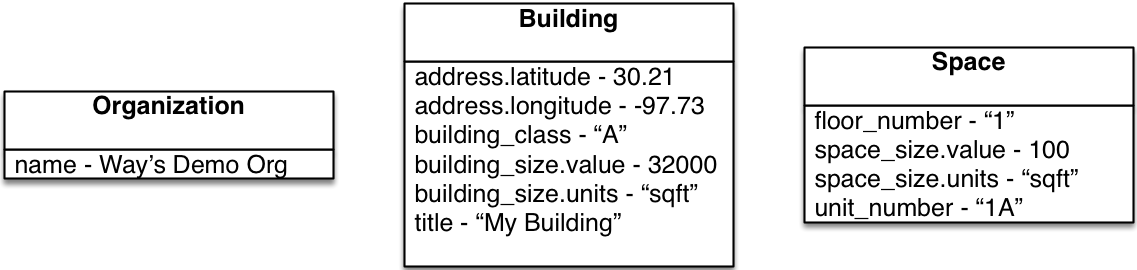 Organization
name - Way's Demo Org
Building
address.latitude - 30.21
address.longitude - -97.73
building_class - “A”
building_size.value - 32000
building_size.units - “sqft”
title - “My Building”
Space
floor_number - “1”
space_size.value - 100
space_size.units - “sqft”
unit_number - “1A”